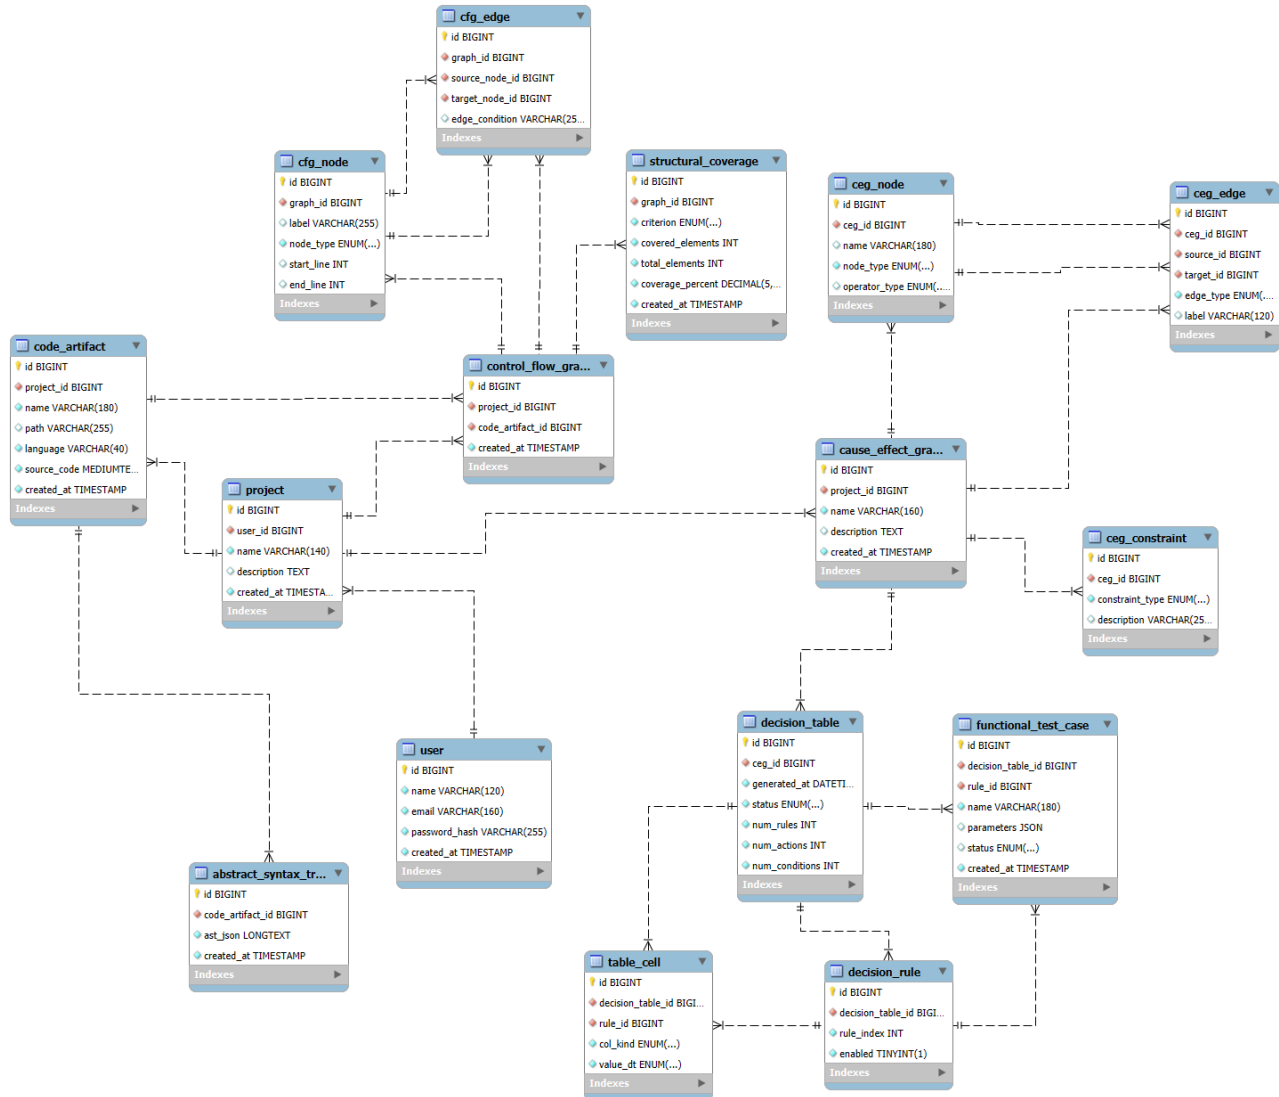 cfg_edge
id BIGINT
graph_id BIGINT
source_node_id BIGINT
target_node_id BIGINT
edge_condition VARCHAR(25...
Indexes
cfg_node
id BIGINT
graph_id BIGINT
label VARCHAR(255)
node_type ENUM(...)
start_line INT
end_line INT
Indexes
structural_coverage
id BIGINT
graph_id BIGINT
criterion ENUM(...)
covered_elements INT
total_elements INT
coverage_percent DECIMAL(5,...
created_at TIMESTAMP
Indexes
ceg_node
id BIGINT
ceg_id BIGINT
name VARCHAR(180)
node_type ENUM(...)
operator_type ENUM(...
Indexes
ceg_edge
id BIGINT
ceg_id BIGINT
source_id BIGINT
target_id BIGINT
edge_type ENUM(...
label VARCHAR(120)
Indexes
code_artifact
id BIGINT
project_id BIGINT
name VARCHAR(180)
path VARCHAR(255)
language VARCHAR(40)
source_code MEDIUMTE...
created_at TIMESTAMP
Indexes
control_flow_gra...
id BIGINT
project_id BIGINT
code_artifact_id BIGINT
created_at TIMESTAMP
Indexes
project
id BIGINT
user_id BIGINT
name VARCHAR(140)
description TEXT
created_at TIMESTA...
Indexes
cause_effect_gra...
id BIGINT
project_id BIGINT
name VARCHAR(160)
description TEXT
created_at TIMESTAMP
Indexes
ceg_constraint
id BIGINT
ceg_id BIGINT
constraint_type ENUM(...)
description VARCHAR(25...
Indexes
user
id BIGINT
name VARCHAR(120)
email VARCHAR(160)
password_hash VARCHAR(255)
created_at TIMESTAMP
Indexes
decision_table
id BIGINT
ceg_id BIGINT
generated_at DATETI...
status ENUM(...)
num_rules INT
num_actions INT
num_conditions INT
Indexes
functional_test_case
id BIGINT
decision_table_id BIGINT
rule_id BIGINT
name VARCHAR(180)
parameters JSON
status ENUM(...)
created_at TIMESTAMP
Indexes
abstract_syntax_tr...
id BIGINT
code_artifact_id BIGINT
ast_json LONGTEXT
created_at TIMESTAMP
Indexes
table_cell
id BIGINT
decision_table_id BIGI...
rule_id BIGINT
col_kind ENUM(...)
value_dt ENUM(...)
Indexes
decision_rule
id BIGINT
decision_table_id BIGI...
rule_index INT
enabled TINYINT(1)
Indexes